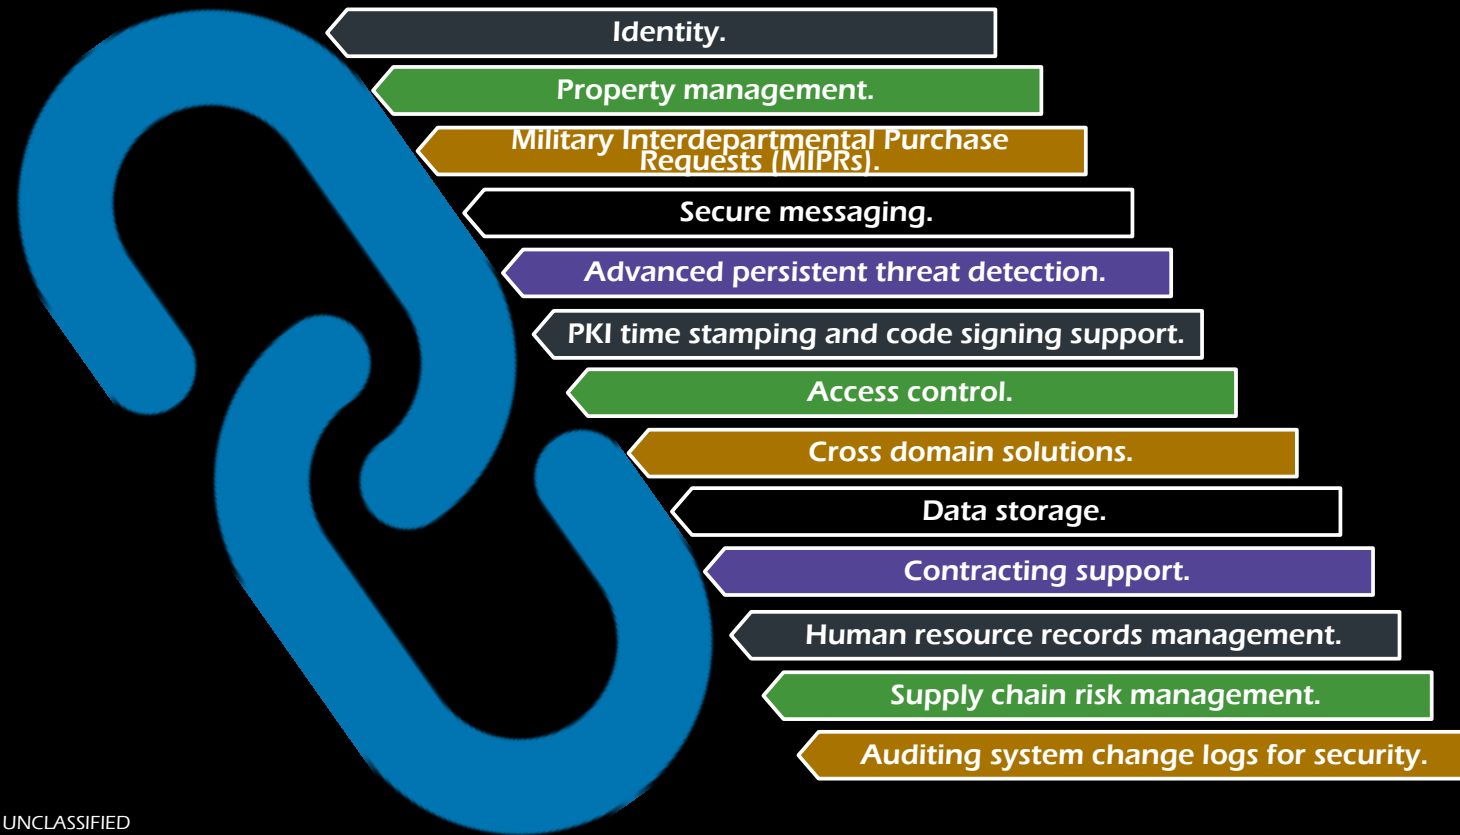 Identity.
Property management.
Military Interdepartmental Purchase
Requests (MIPRs).
Secure messaging.
Advanced persistent threat detection.
PKI time stamping and code signing support.
Access control.
Cross domain solutions.
Data storage.
Contracting support.
Human resource records management.
Supply chain risk management.
Auditing system change logs for security.
UNCLASSIFIED